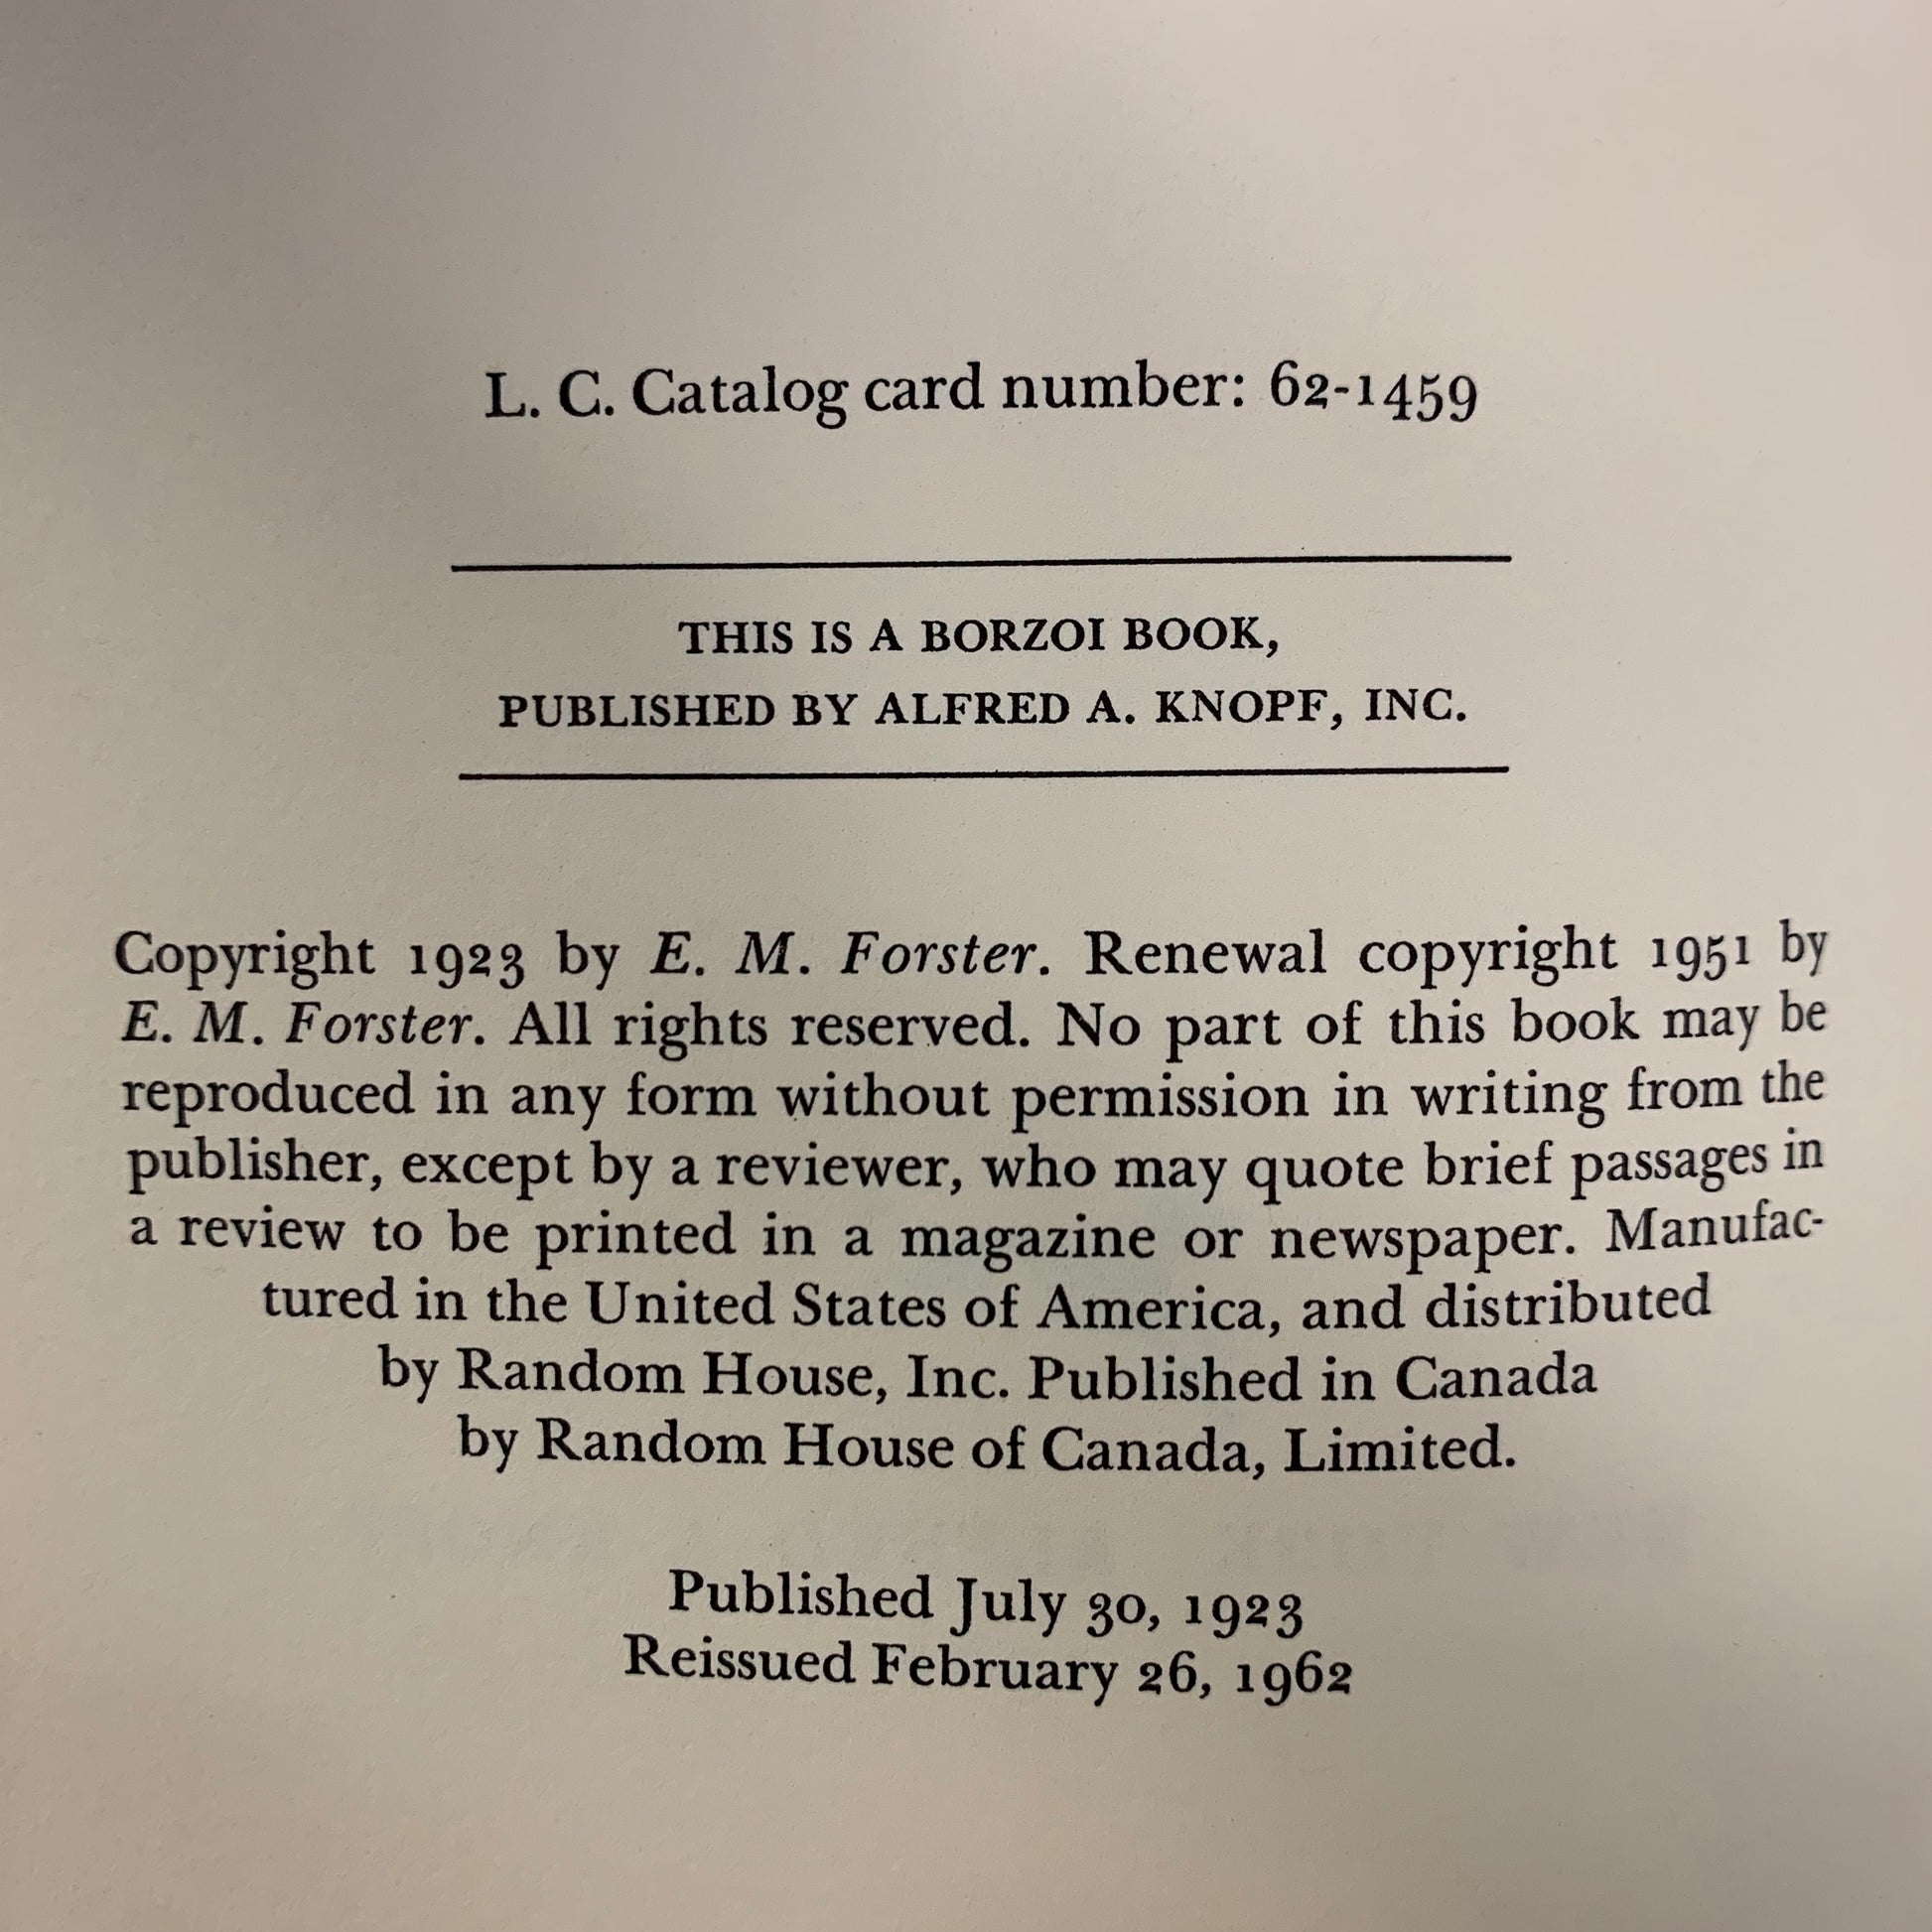 L. C. Catalog card number: 62-1459
THIS IS A BORZOI BOOK,
PUBLISHED BY ALFRED A. KNOPF, INC.
Copyright 1923 by E. M. Forster. Renewal copyright 1951 by
E. M. Forster. All rights reserved. No part of this book may be
reproduced in any form without permission in writing from the
publisher, except by a reviewer, who may quote brief passages in
a review to be printed in a magazine or newspaper. Manufac-
tured in the United States of America, and distributed
by Random House, Inc. Published in Canada
by Random House of Canada, Limited.
Published July 30, 1923
Reissued February 26, 1962